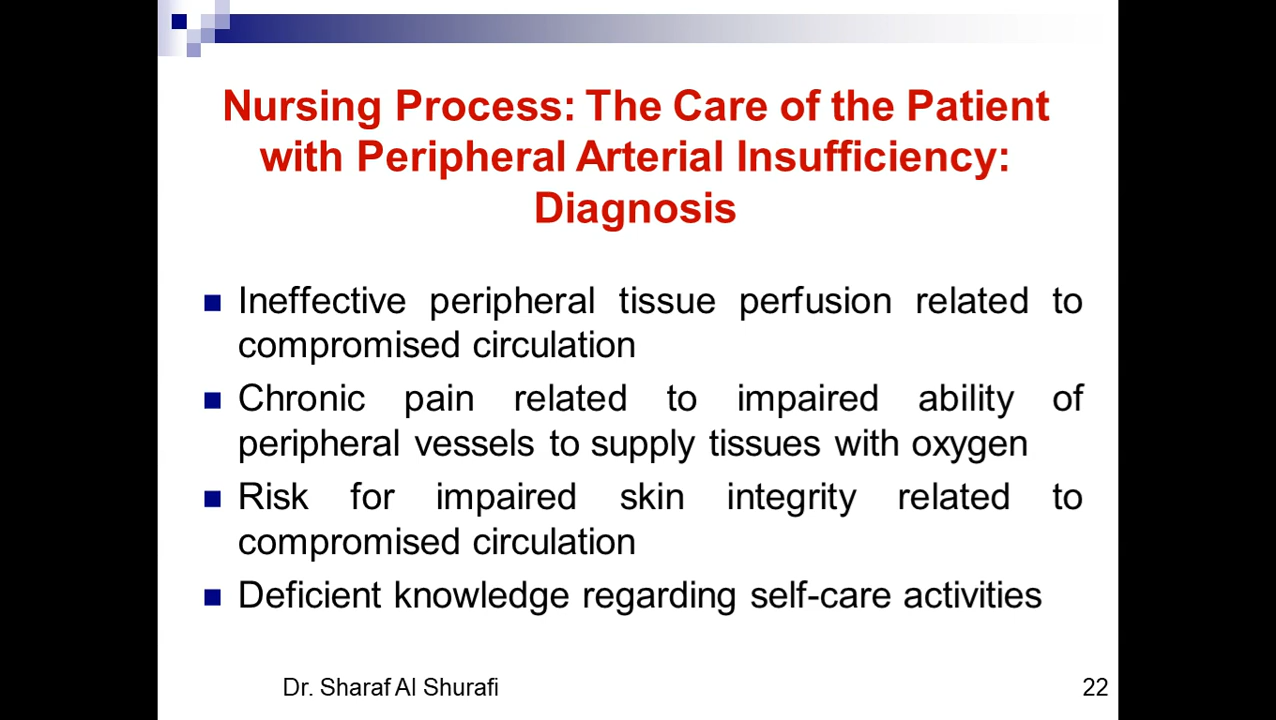 Nursing Process: The Care of the Patient
with Peripheral Arterial Insufficiency:
Diagnosis
Ineffective peripheral tissue perfusion related to
compromised circulation
Chronic pain related to impaired ability of
peripheral vessels to supply tissues with oxygen
Risk for impaired skin integrity related to
compromised circulation
Deficient knowledge regarding self-care activities
Dr. Sharaf Al Shurafi
22